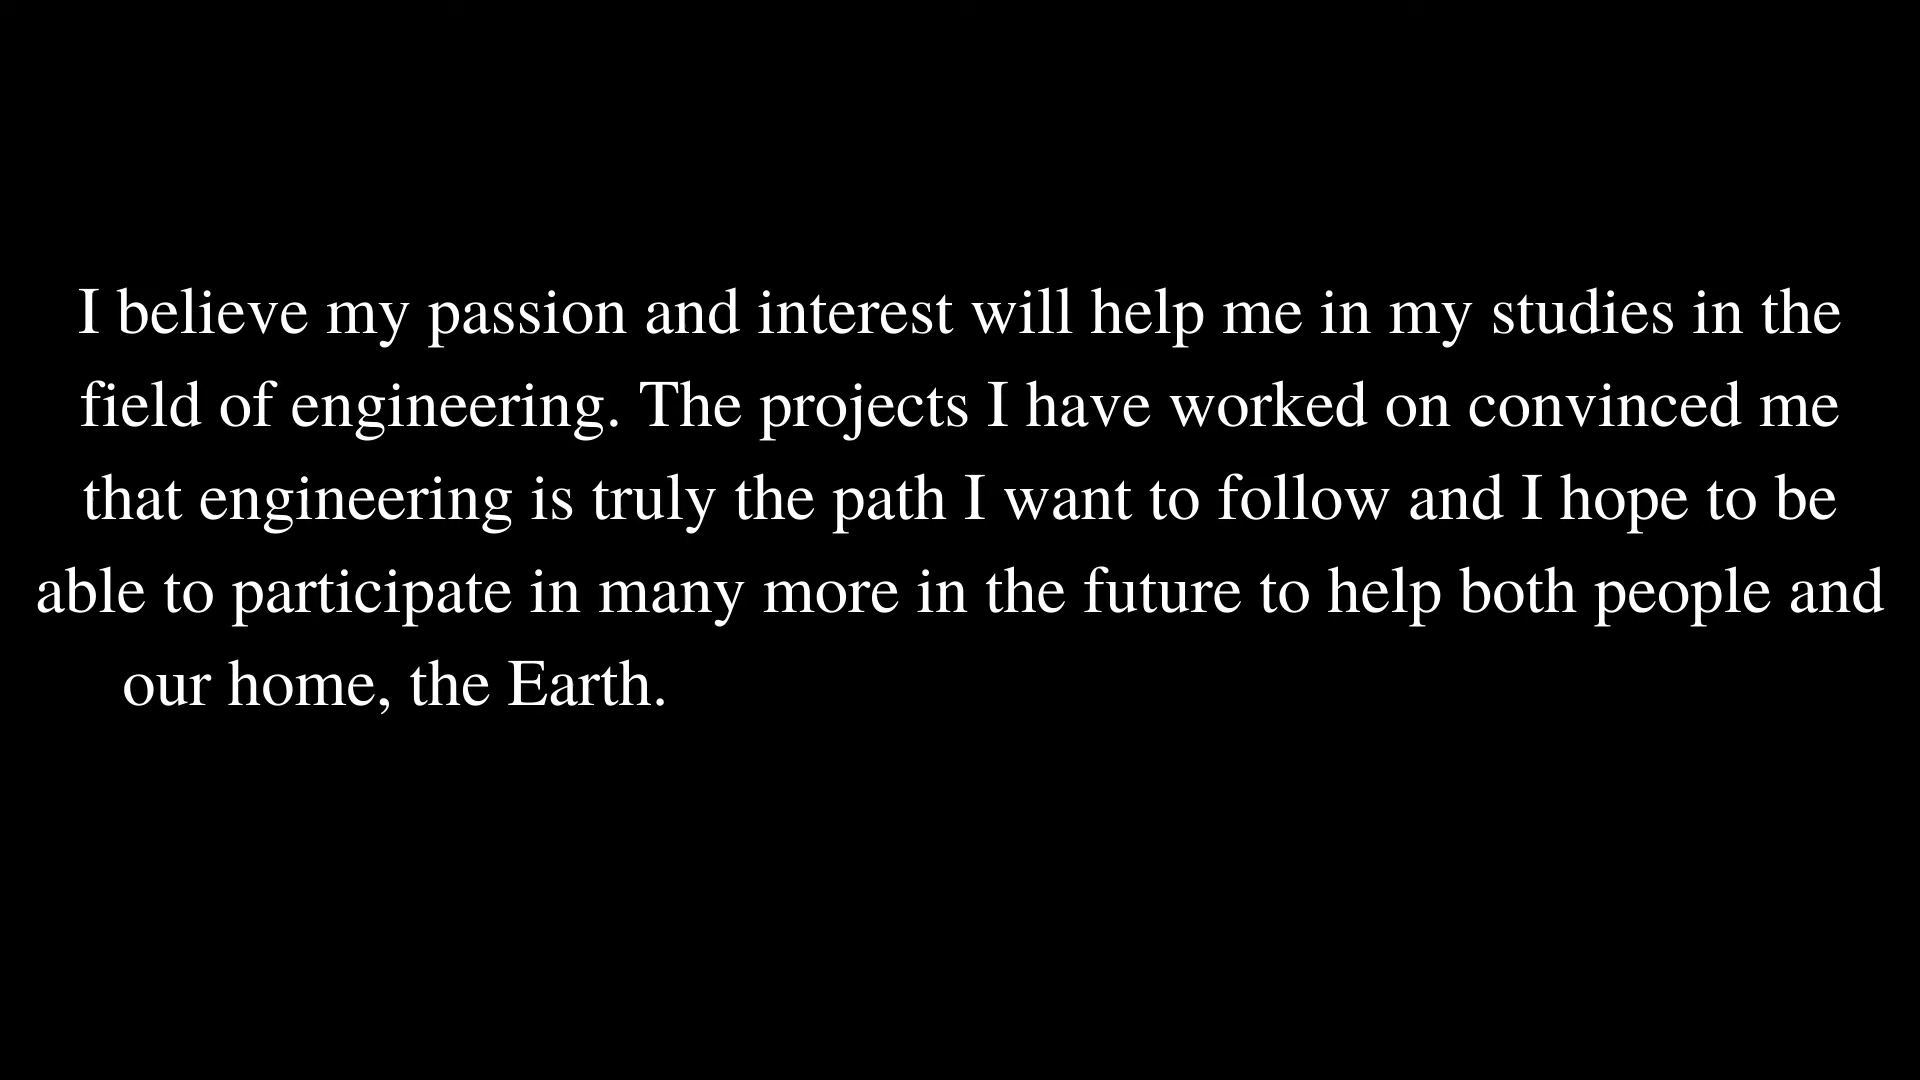 I believe my passion and interest will help me in my studies in the
field of engineering. The projects I have worked on convinced me
that engineering is truly the path I want to follow and I hope to be
able to participate in many more in the future to help both people and
our home, the Earth.